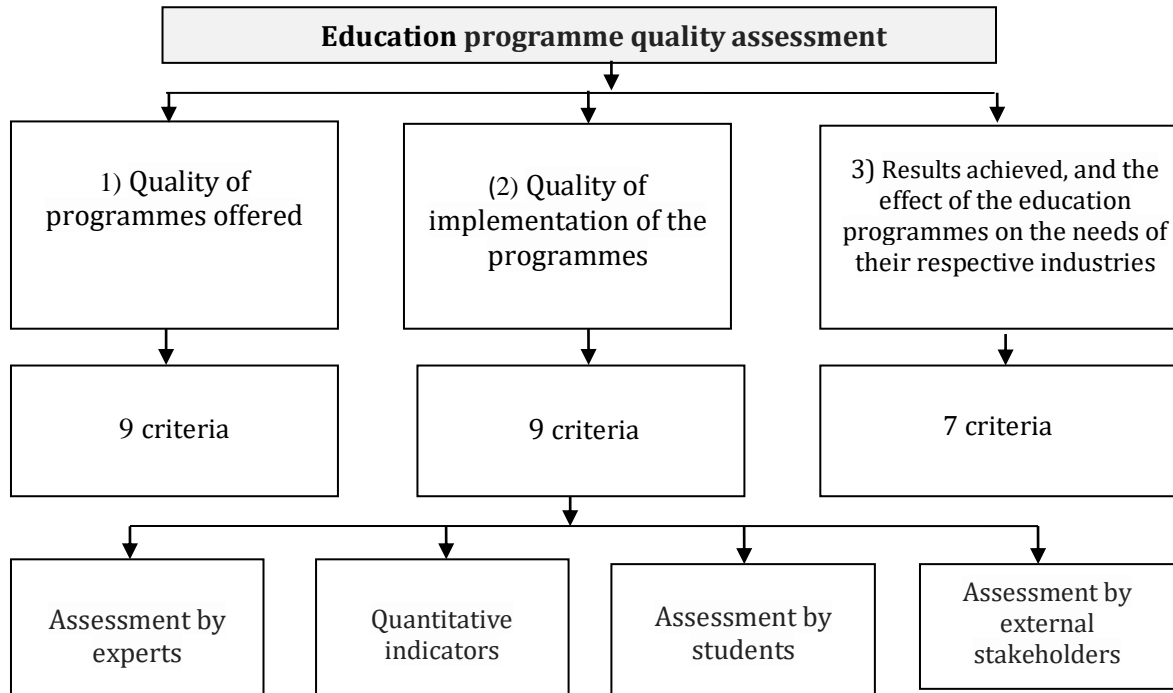 Education programme quality assessment
1) Quality of
programmes offered
(2) Quality of
implementation of the
programmes
3) Results achieved, and the
effect of the education
programmes on the needs of
their respective industries
9 criteria
9 criteria
7 criteria
Assessment by
experts
Quantitative
indicators
Assessment by
students
Assessment by
external
stakeholders